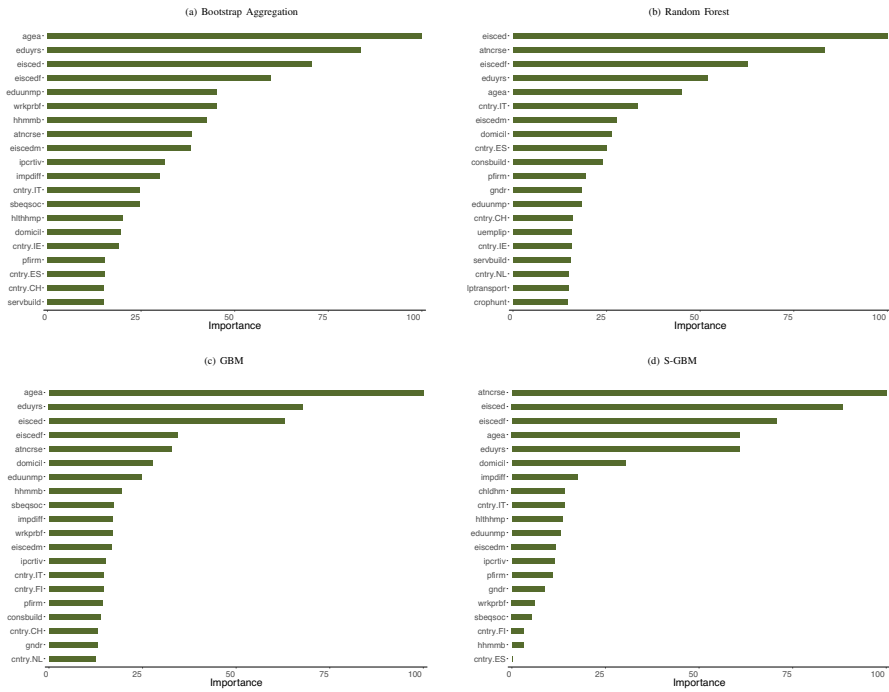 (a) Bootstrap Aggregation
agea
eduyrs
eisced
eiscedf
eduunmp
wrkprbf
hhmmb
atncrse
eiscedm
ipcrtiv
impdiff
cntry.IT
sbeqsoc
hlthhmp
domicil
cntry.IE
pfirm
cntry.ES
cntry.CH
servbuild
0 25 50 75 100
Importance
(b) Random Forest
eisced
atncrse
eiscedf
eduyrs
agea
cntry.IT
eiscedm
domicil
cntry.ES
consbuild
pfirm
gndr
eduunmp
cntry.CH
uemplip
cntry.IE
servbuild
cntry.NL
lptransport
crophunt
0 25 50 75 100
Importance
(c) GBM
agea
eduyrs
eisced
eiscedf
atncrse
domicil
eduunmp
hhmmb
sbeqsoc
impdiff
wrkprbf
eiscedm
ipcrtiv
cntry.IT
cntry.FI
pfirm
consbuild
cntry.CH
gndr
cntry.NL
0 25 50 75 100
Importance
(d) S-GBM
atncrse
eisced
eiscedf
agea
eduyrs
domicil
impdiff
chldhm
cntry.IT
hlthhmp
eduunmp
eiscedm
ipcrtiv
pfirm
gndr
wrkprbf
sbeqsoc
cntry.FI
hhmmb
cntry.ES
0 25 50 75 100
Importance